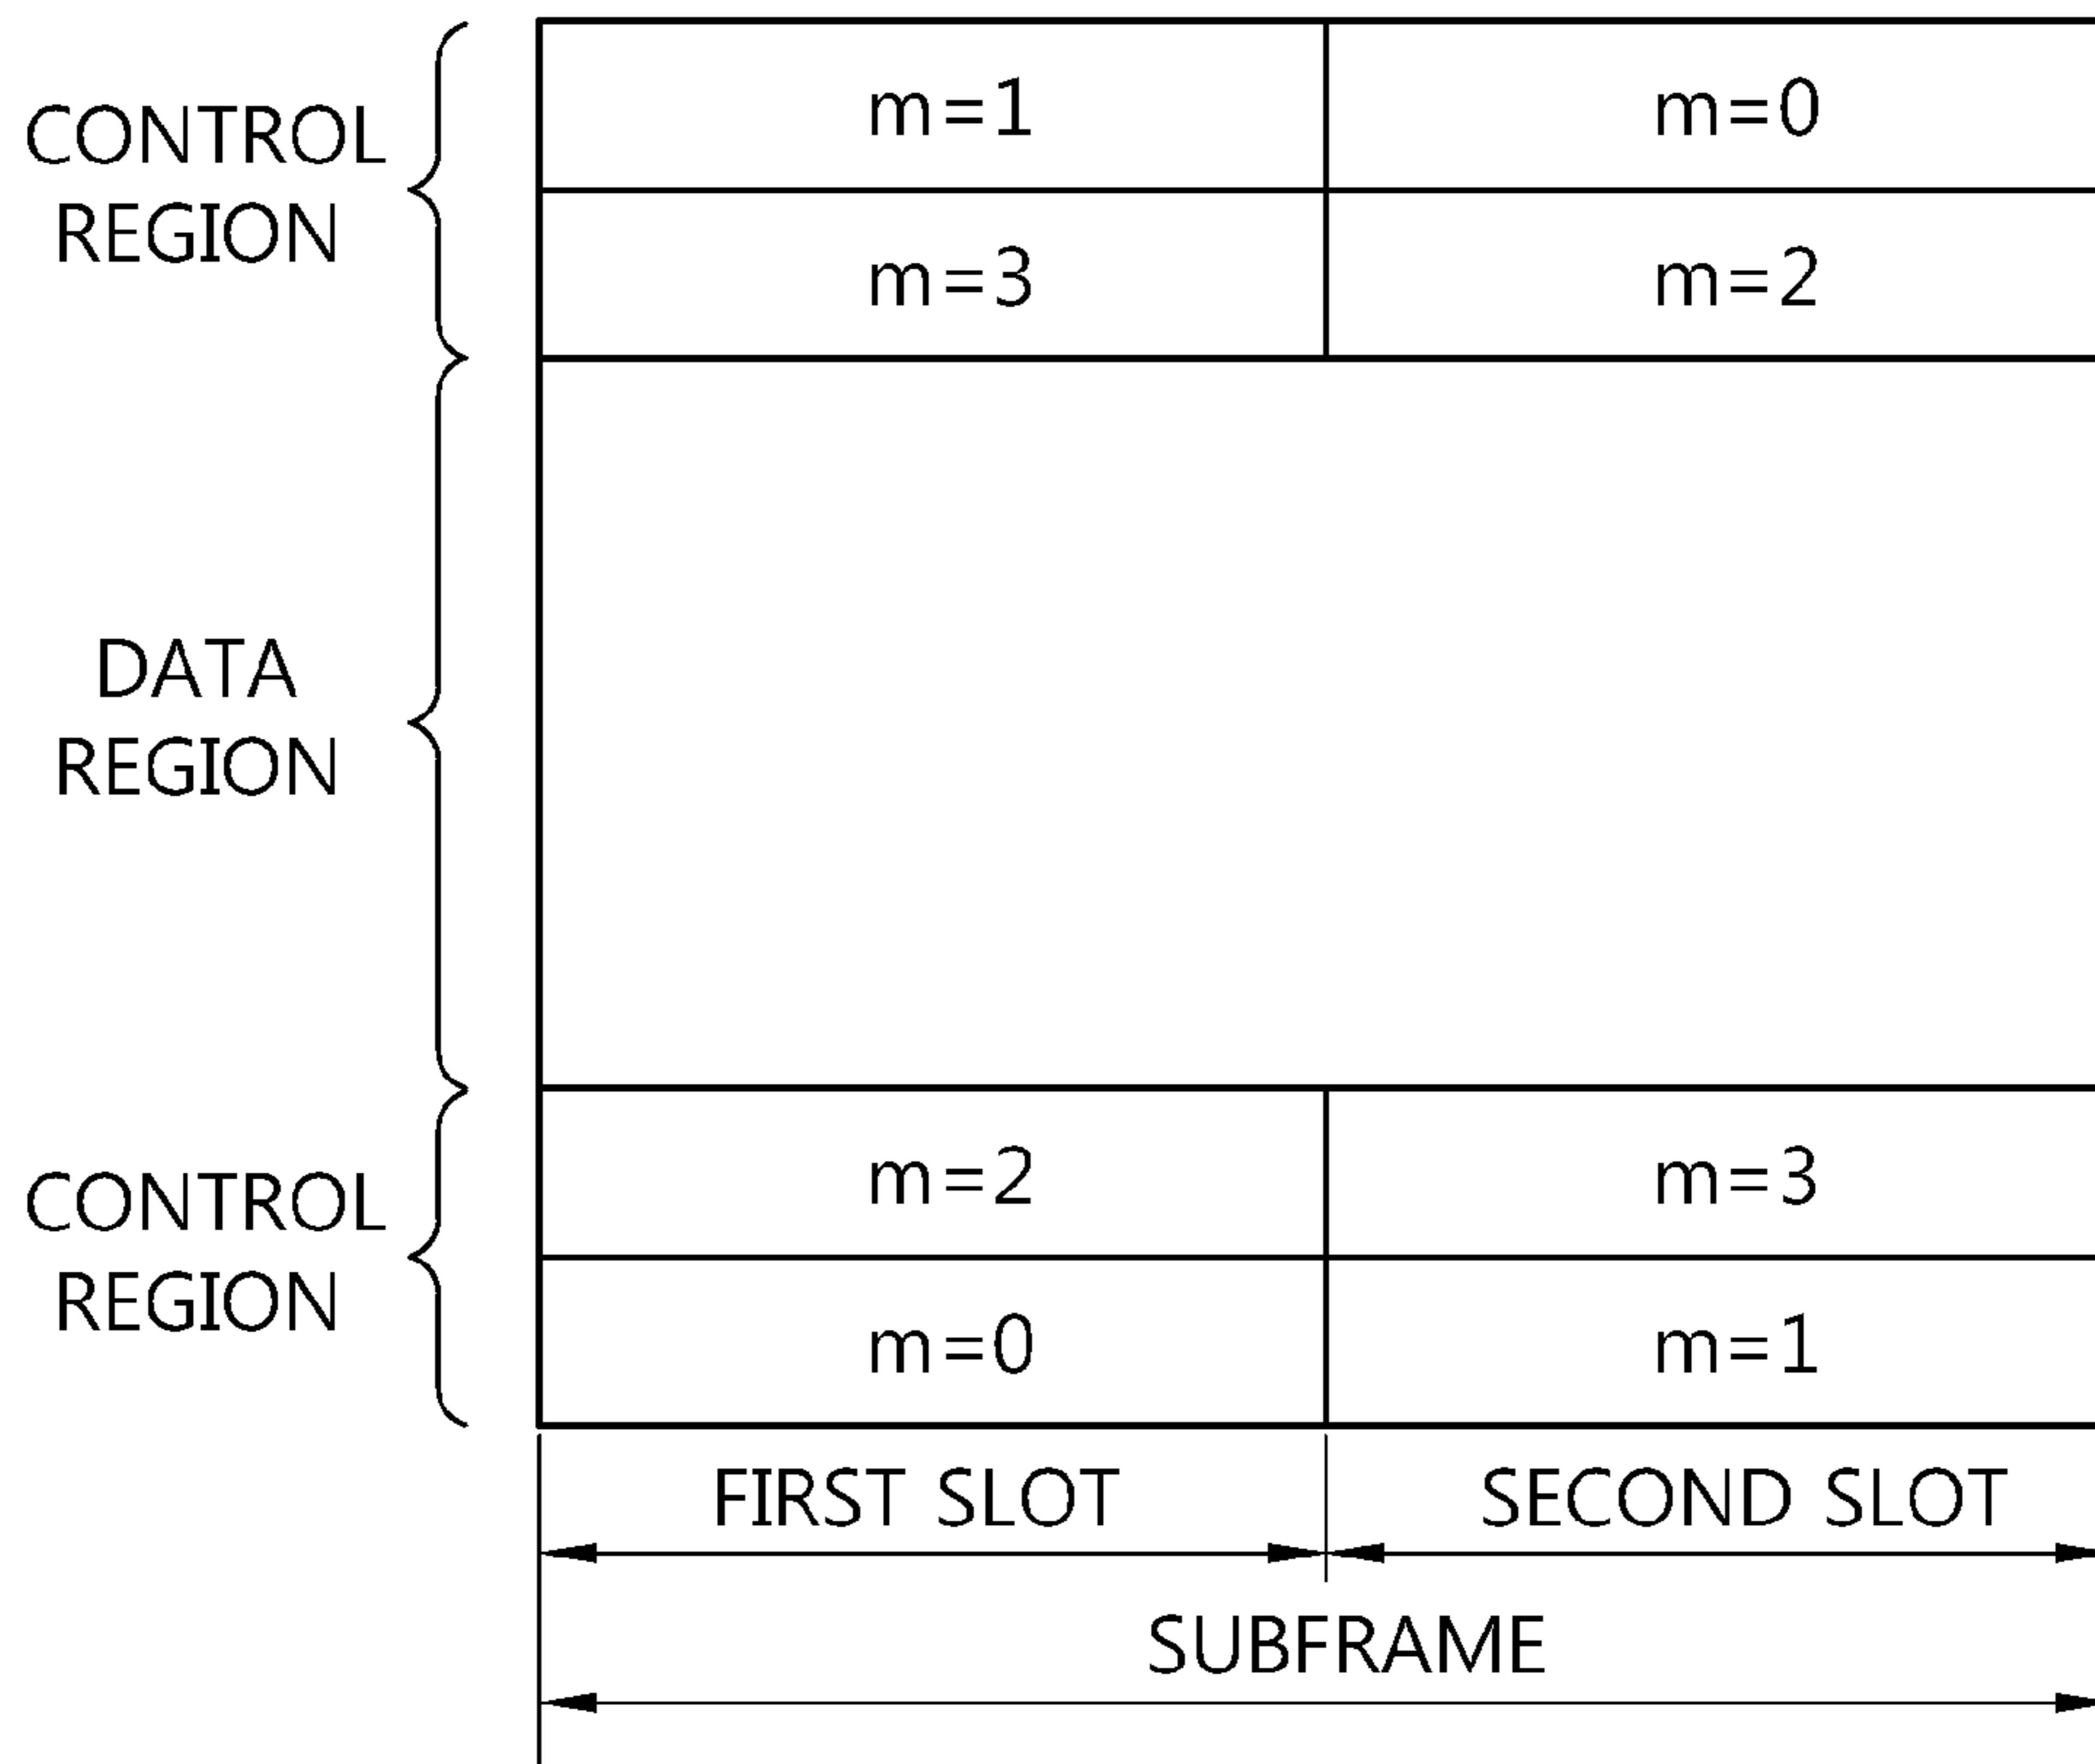 CONTROL
REGION
m=1
m=0
m=3
m=2
DATA
REGION
CONTROL
REGION
m=2
m=3
m=0
m=1
FIRST SLOT
SECOND SLOT
SUBFRAME